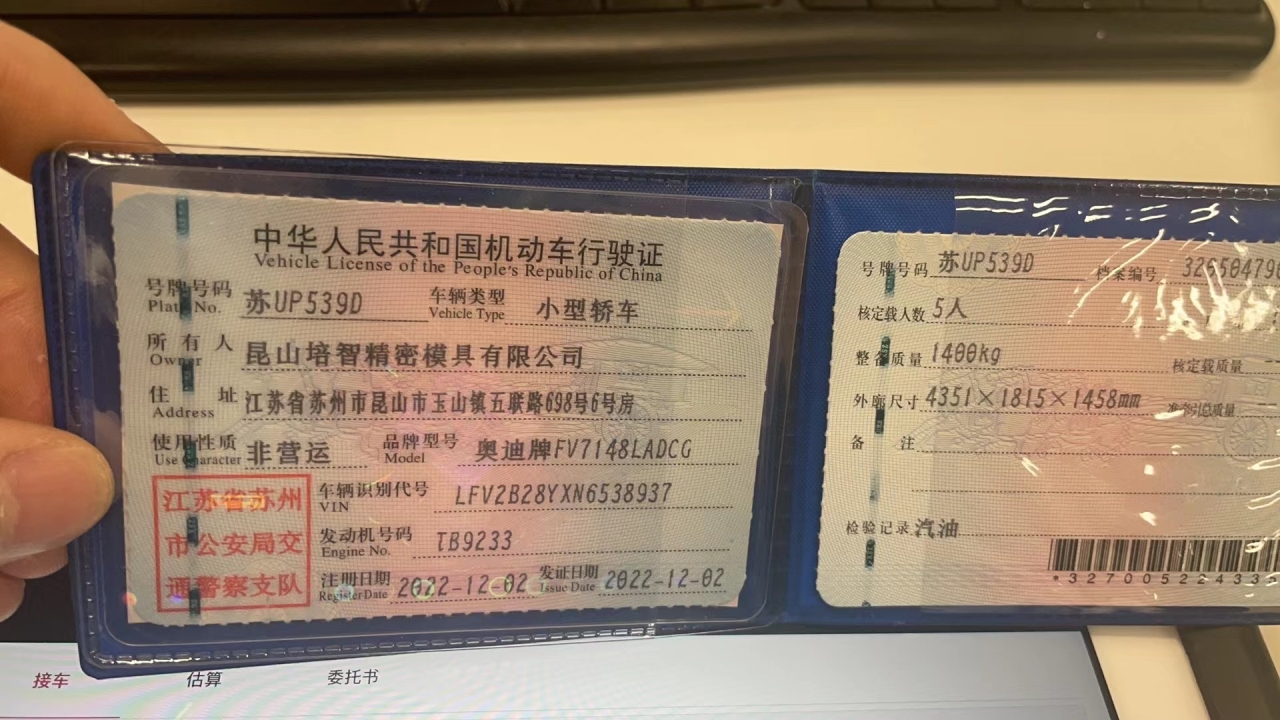 中华人民共和国机动车行驶证
Vehicle License of the People's Republic of China
号牌号码 苏UP539D 车辆类型 小型轿车
Plate No. Vehicle Type
所有人 昆山培智精密模具有限公司
Owner
住址 江苏省苏州市昆山市玉山镇五联路698号6号房
Address
使用性质 非营运 品牌型号 奥迪牌FV7148LADCG
Use Character Model
江苏省苏州
市公安局交
通警察支队
车辆识别代号 LFV2B28YXN6538937
VIN
发动机号码 TB9233
Engine No.
注册日期 2022-12-02 发证日期 2022-12-02
Register Date Issue Date
号牌号码 苏UP539D 档案编号
核定载人数 5人
整备质量 1400kg 核定载质量
外廓尺寸 4351×1815×1458mm 准牵引总质量
备注
检验记录 汽油
*327005224433
接车 估算 委托书